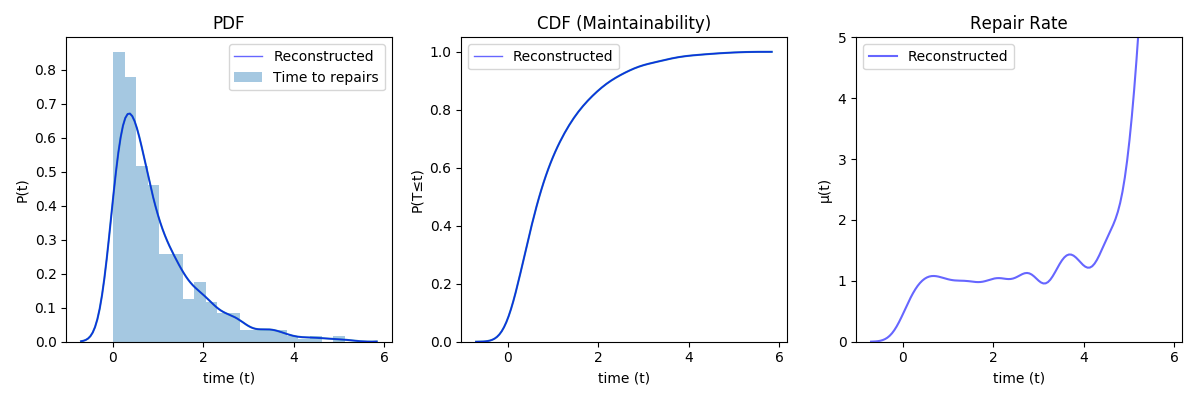 PDF
Reconstructed
Time to repairs
P(t)
0.8
0.7
0.6
0.5
0.4
0.3
0.2
0.1
0.0
0 2 4 6
time (t)
CDF (Maintainability)
Reconstructed
P(T≤t)
1.0
0.8
0.6
0.4
0.2
0.0
0 2 4 6
time (t)
Repair Rate
Reconstructed
μ(t)
5
4
3
2
1
0
0 2 4 6
time (t)